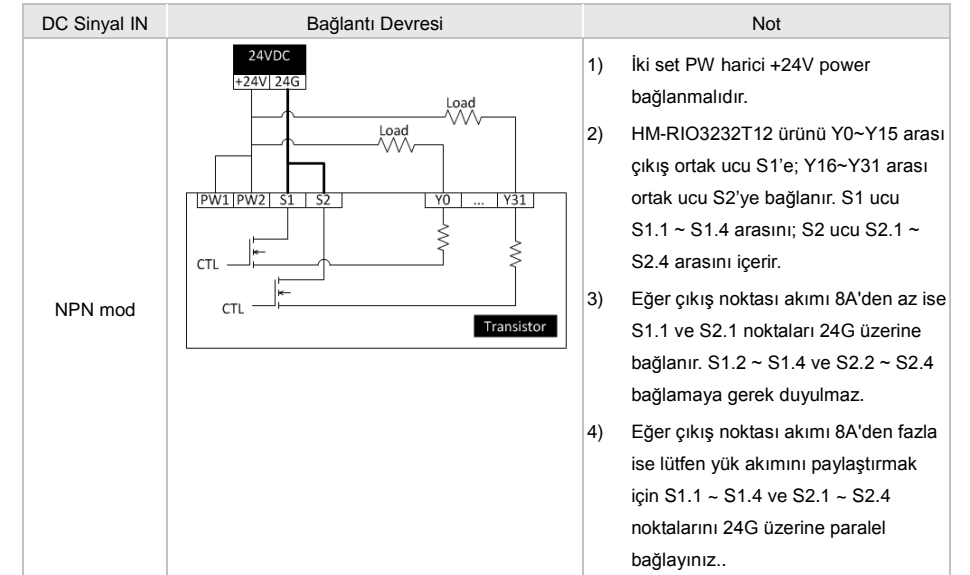 DC Sinyal IN
Bağlantı Devresi
Not
NPN mod
24VDC
+24V 24G
Load
Load
PW1 PW2 S1 S2 Y0 ... Y31
CTL
CTL
Transistor
1) İki set PW harici +24V power
bağlanmalıdır.
2) HM-RIO3232T12 ürünü Y0~Y15 arası
çıkış ortak ucu S1’e; Y16~Y31 arası
ortak ucu S2’ye bağlanır. S1 ucu
S1.1 ~ S1.4 arasını; S2 ucu S2.1 ~
S2.4 arasını içerir.
3) Eğer çıkış noktası akımı 8A'den az ise
S1.1 ve S2.1 noktaları 24G üzerine
bağlanır. S1.2 ~ S1.4 ve S2.2 ~ S2.4
bağlamaya gerek duyulmaz.
4) Eğer çıkış noktası akımı 8A'den fazla
ise lütfen yük akımını paylaştırmak
için S1.1 ~ S1.4 ve S2.1 ~ S2.4
noktalarını 24G üzerine paralel
bağlayınız..